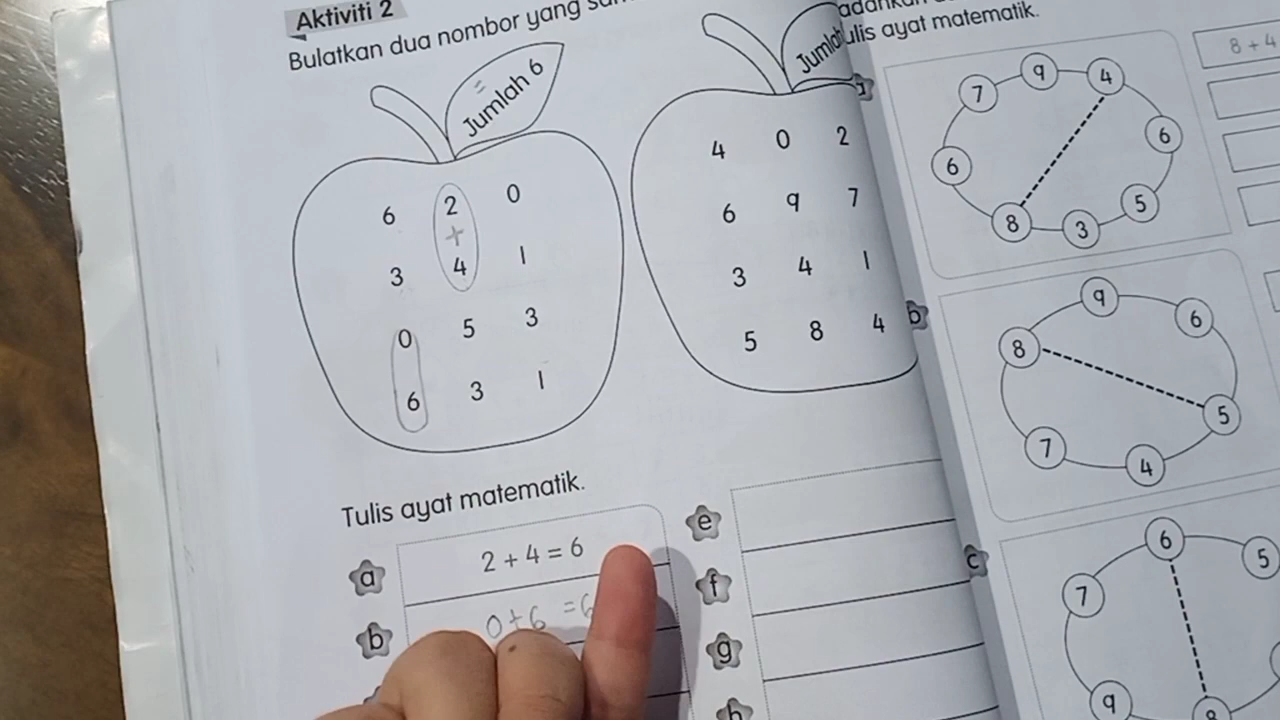 Aktiviti 2
Bulatkan dua nombor yang
= Jumlah 6
6 2 0
+
3 4 1
0 5 3
6 3 1
4 0 2
6 9 7
3 4 1
5 8 4
Tulis ayat matematik.
a 2 + 4 = 6
b 0+6 =6
e
f
g
h
ulis ayat matematik.
7 9 4
6 6
8 3 5
8 + 4
b
9 6
8 5
7 4
c
6 5
7
9 8